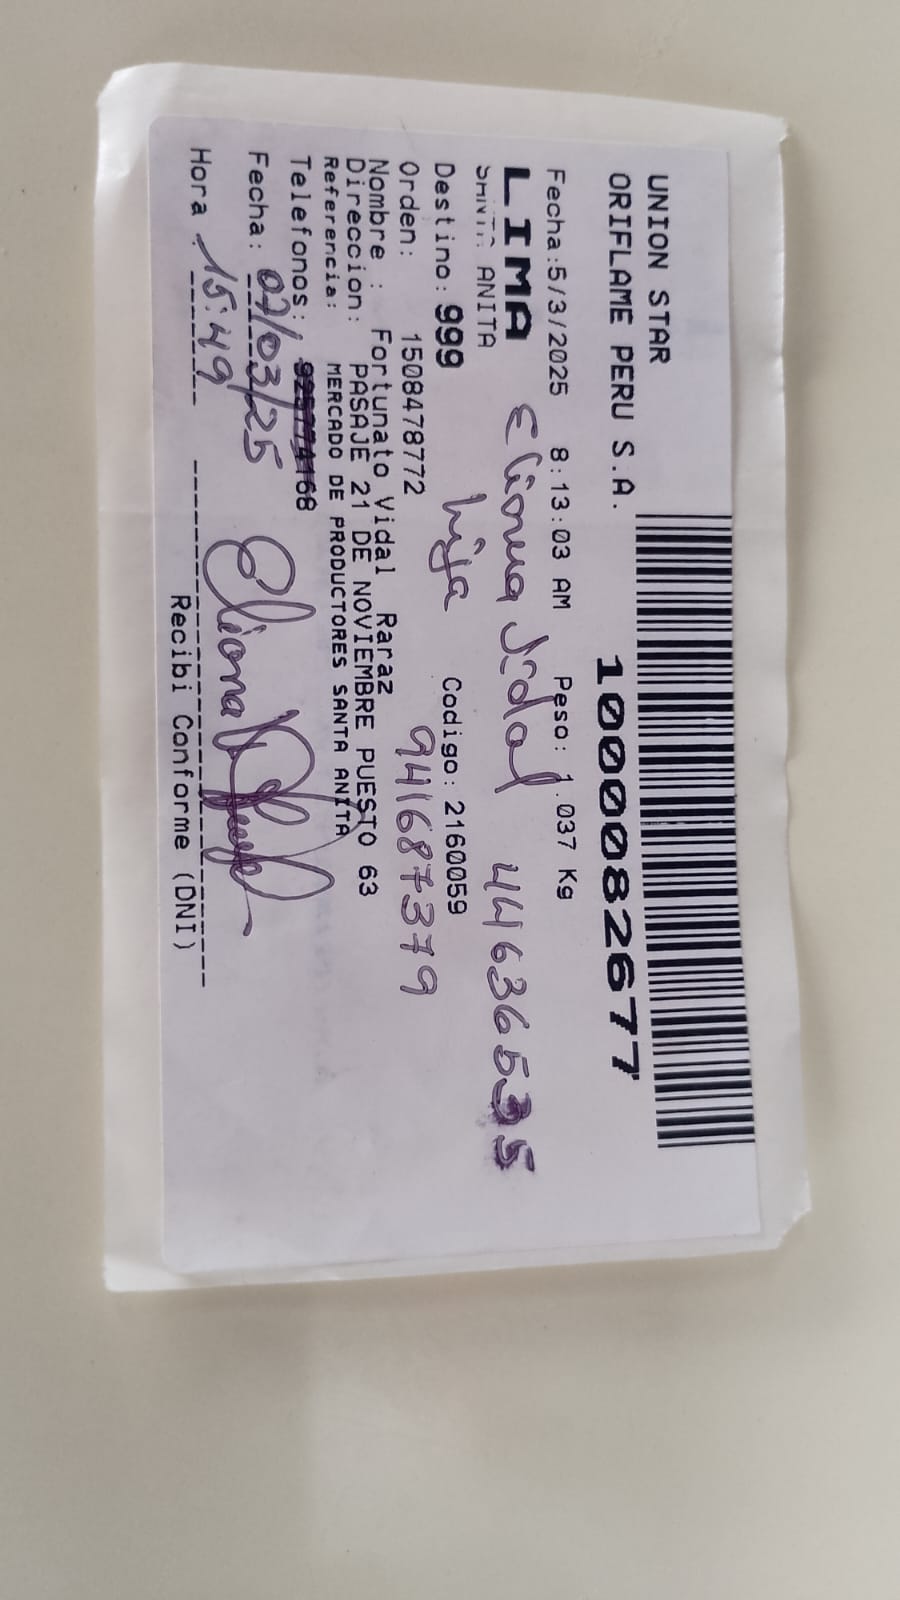 UNION STAR
ORIFLAME PERU S.A.
1000082677
Fecha:5/3/2025 8:13:03 AM Peso: 1.037 Kg
LIMA Eliana Vidal 44636535
SANTA ANITA
Destino: 999 hija Codigo: 2160059
Orden: 1508478772 941687379
Nombre : Fortunato Vidal Raraz
Direccion: PASAJE 21 DE NOVIEMBRE PUESTO 63
Referencia: MERCADO DE PRODUCTORES SANTA ANITA
Telefonos:
Fecha: 07/03/25 Eliana
Hora : 15:49
Recibi Conforme (DNI)